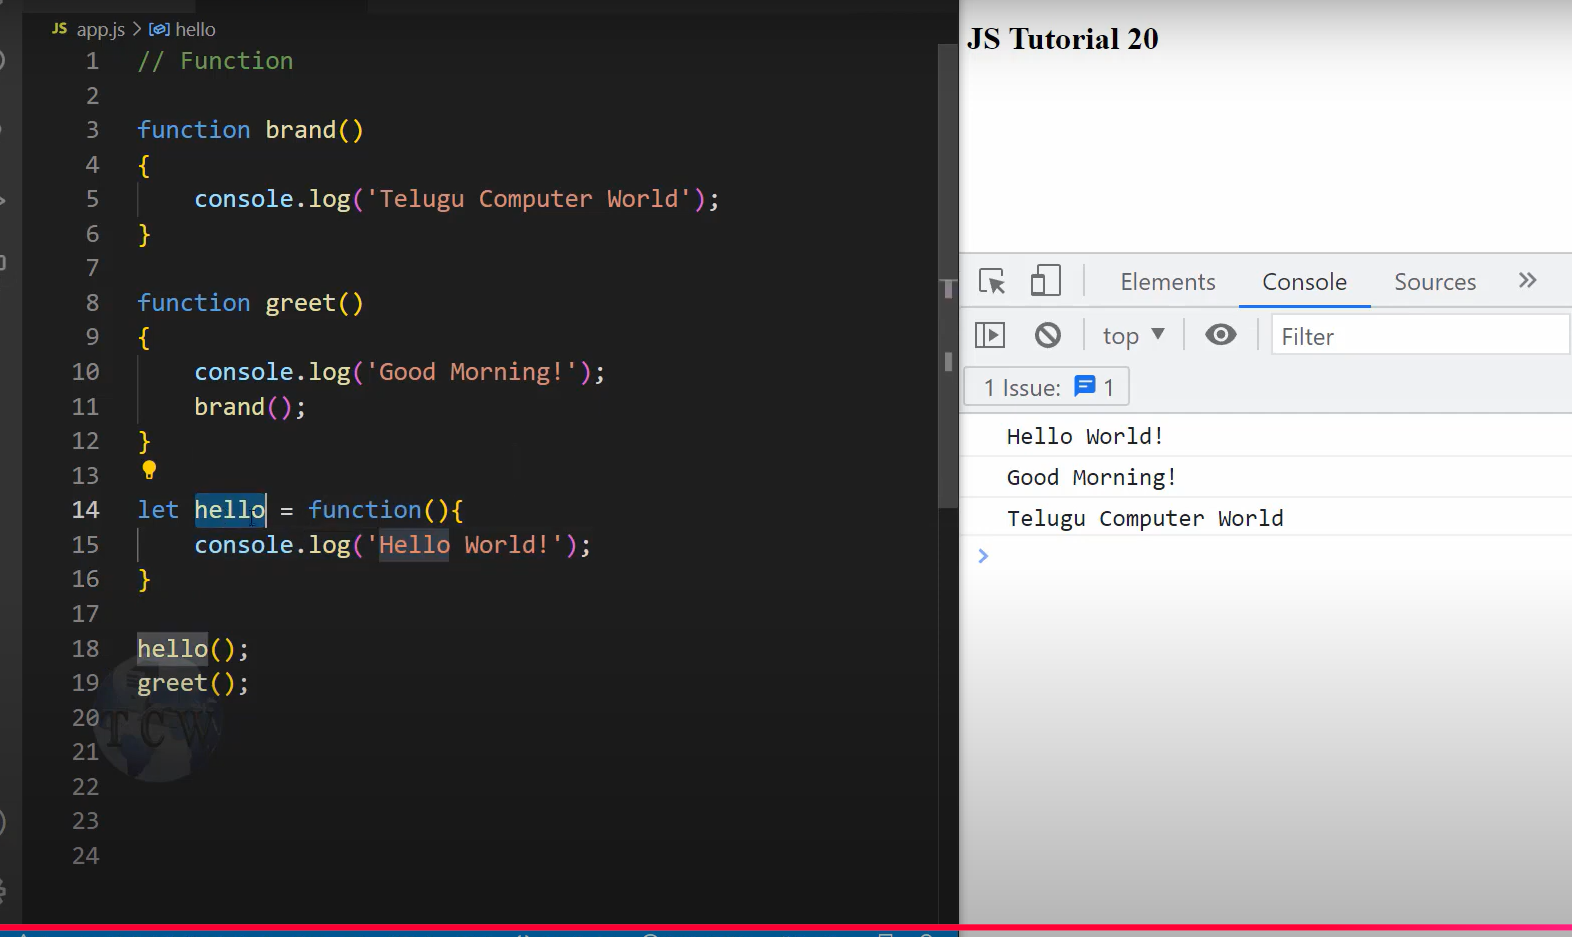 JS app.js > hello
1 // Function
2
3 function brand()
4 {
5 console.log('Telugu Computer World');
6 }
7
8 function greet()
9 {
10 console.log('Good Morning!');
11 brand();
12 }
13
14 let hello = function(){
15 console.log('Hello World!');
16 }
17
18 hello();
19 greet();
20
21
22
23
24
TCW
JS Tutorial 20
Elements Console Sources »
top ▼ Filter
1 Issue: 1
Hello World!
Good Morning!
Telugu Computer World
>